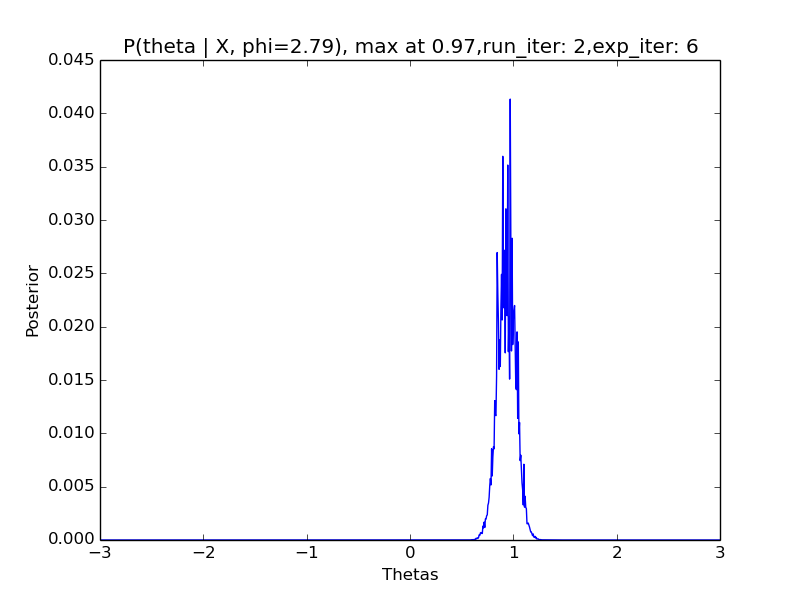 P(theta | X, phi=2.79), max at 0.97,run_iter: 2,exp_iter: 6
0.045
0.040
0.035
0.030
0.025
0.020
0.015
0.010
0.005
0.000
Posterior
−3 −2 −1 0 1 2 3
Thetas